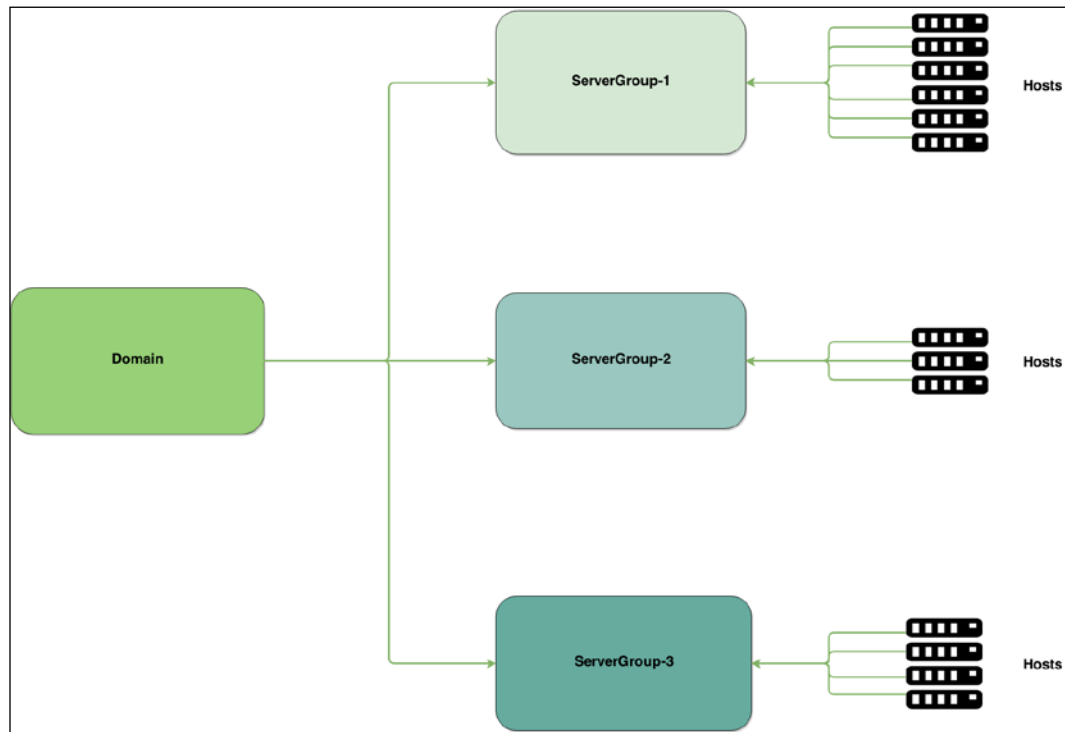 ServerGroup-1
Hosts
Domain
ServerGroup-2
Hosts
ServerGroup-3
Hosts